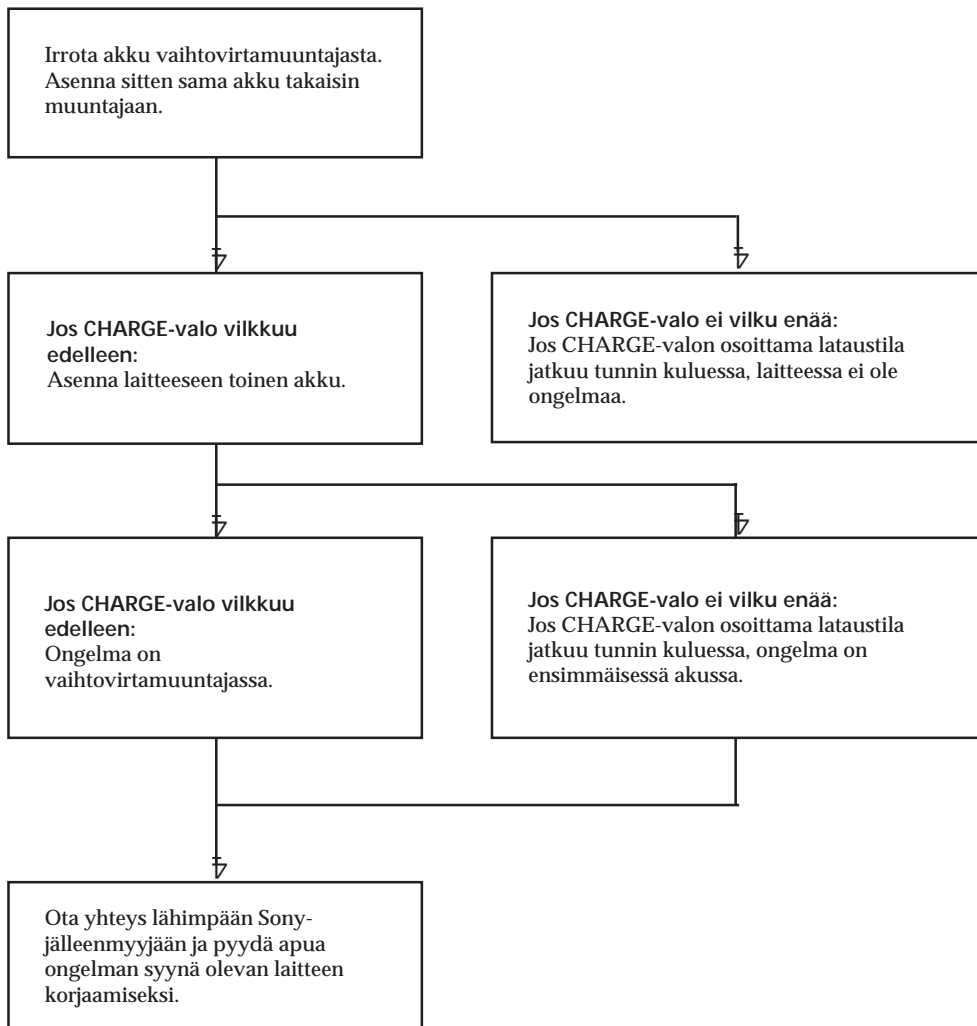 Irrota akku vaihtovirtamuuntajasta.
Asenna sitten sama akku takaisin
muuntajaan.
Jos CHARGE-valo vilkkuu
edelleen:
Asenna laitteeseen toinen akku.
Jos CHARGE-valo ei vilku enää:
Jos CHARGE-valon osoittama lataustila
jatkuu tunnin kuluessa, laitteessa ei ole
ongelmaa.
Jos CHARGE-valo vilkkuu
edelleen:
Ongelma on
vaihtovirtamuuntajassa.
Jos CHARGE-valo ei vilku enää:
Jos CHARGE-valon osoittama lataustila
jatkuu tunnin kuluessa, ongelma on
ensimmäisessä akussa.
Ota yhteys lähimpään Sony-
jälleenmyyjään ja pyydä apua
ongelman syynä olevan laitteen
korjaamiseksi.